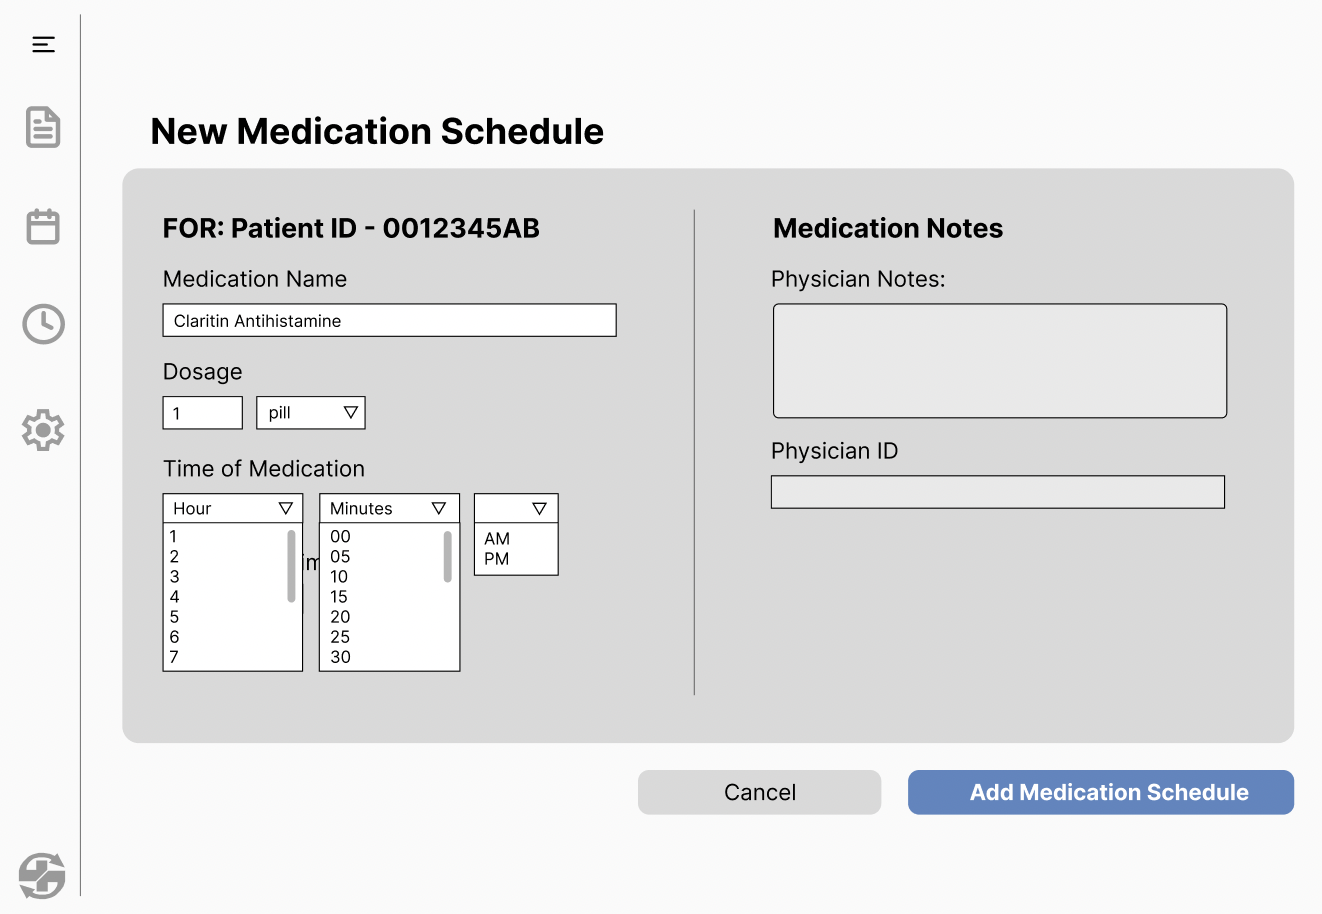 New Medication Schedule
FOR: Patient ID - 0012345AB
Medication Name
Claritin Antihistamine
Dosage
1 pill
Time of Medication
Hour
1
2
3
4
5
6
7
Minutes
00
05
10
15
20
25
30
AM
PM
Medication Notes
Physician Notes:
Physician ID
Cancel
Add Medication Schedule